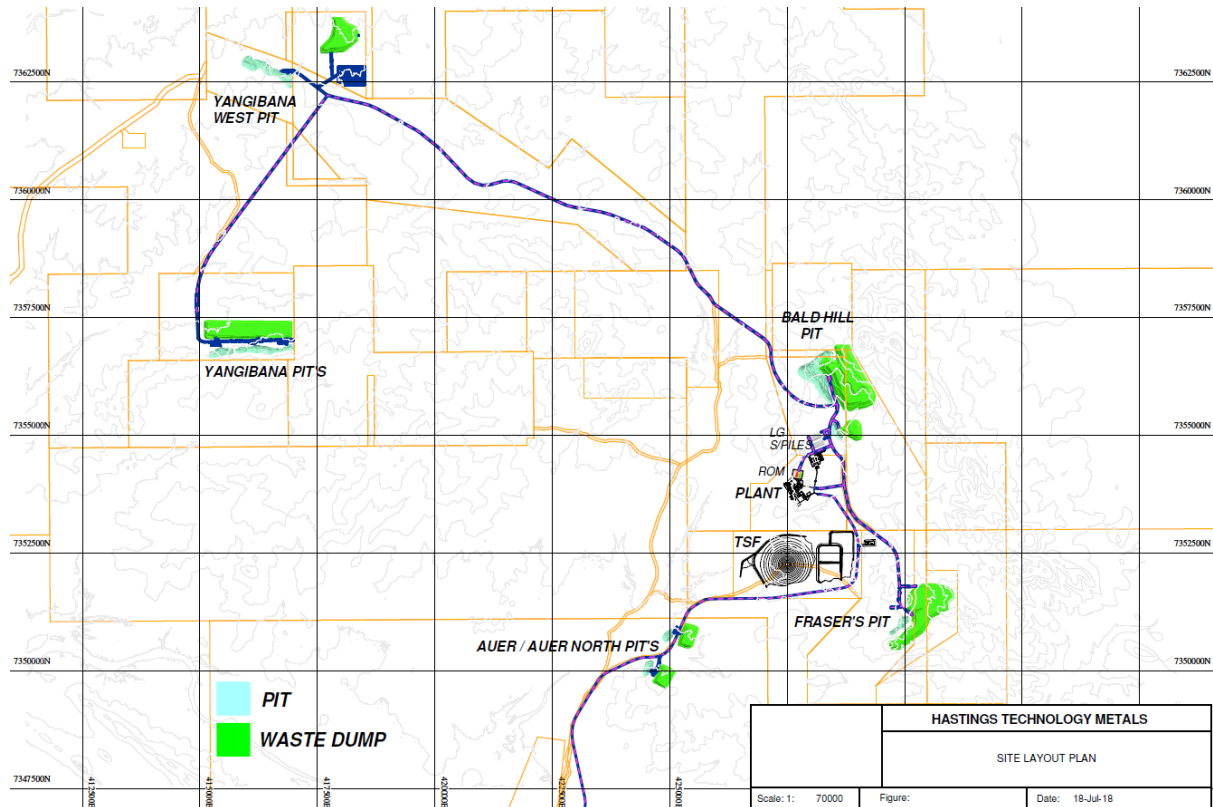 7362500N
7362500N
YANGIBANA
WEST PIT
7360000N
7360000N
7357500N
7357500N
BALD HILL
PIT
YANGIBANA PIT'S
7355000N
7355000N
LG
S/PILES
ROM
PLANT
TSF
7352500N
7352500N
FRASER'S PIT
AUER / AUER NORTH PIT'S
7350000N
7350000N
PIT
WASTE DUMP
HASTINGS TECHNOLOGY METALS
SITE LAYOUT PLAN
7347500N
412500E
415000E
417500E
420000E
422500E
425000E
Scale: 1: 70000
Figure:
Date: 18-Jul-18